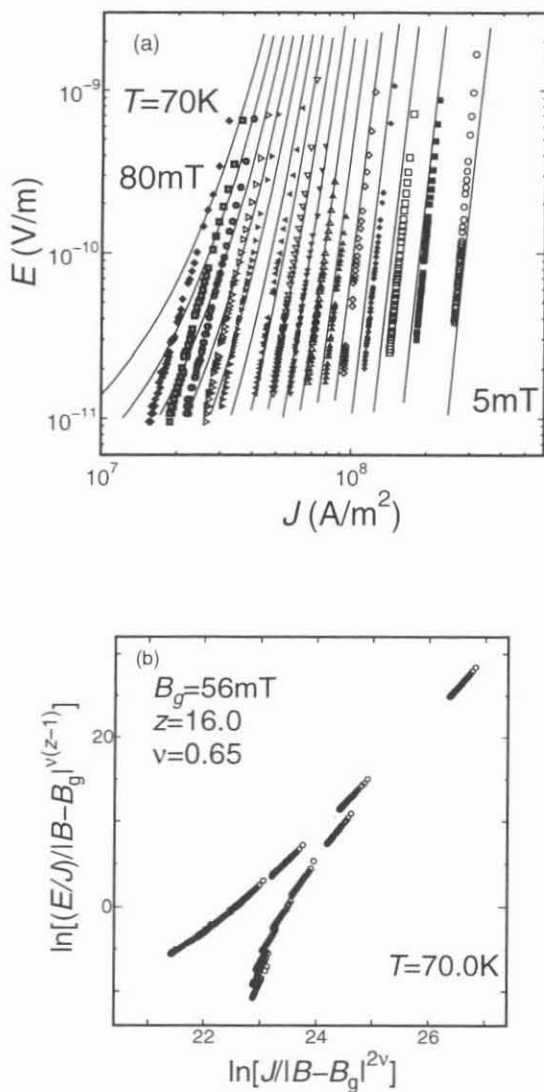 (a)
10⁻⁹
T=70K
80mT
10⁻¹⁰
E (V/m)
10⁻¹¹
5mT
10⁷
10⁸
J (A/m²)
(b)
B_g=56mT
z=16.0
ν=0.65
20
0
ln[(E/J)/|B−B_g|^ν(z−1)]
T=70.0K
22
24
26
ln[J/|B−B_g|^2ν]